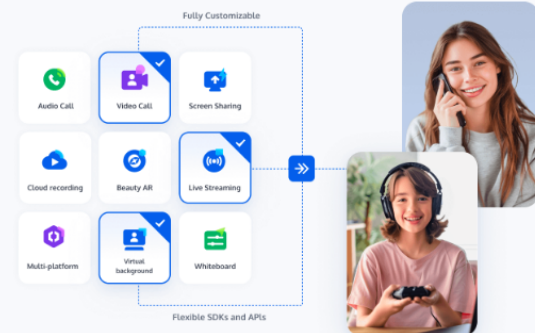 Fully Customizable
Audio Call
Video Call
Screen Sharing
Cloud recording
Beauty AR
Live Streaming
Multi-platform
Virtual
background
Whiteboard
Flexible SDKs and APIs